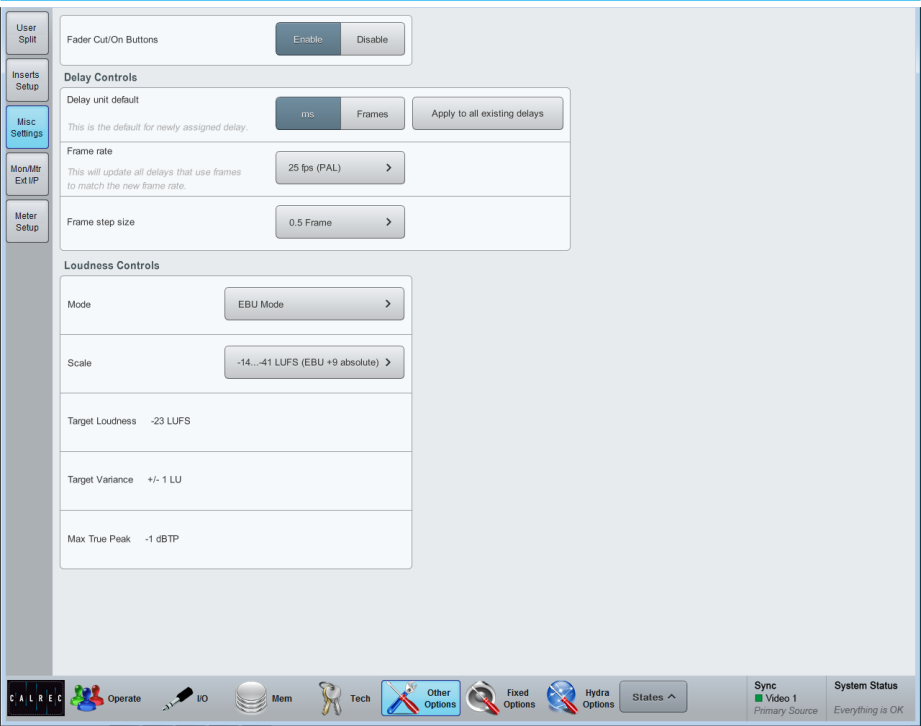 User
Split
Inserts
Setup
Misc
Settings
Mon/Mtr
Ext I/P
Meter
Setup
Fader Cut/On Buttons
Enable
Disable
Delay Controls
Delay unit default
This is the default for newly assigned delay.
ms
Frames
Apply to all existing delays
Frame rate
This will update all delays that use frames
to match the new frame rate.
25 fps (PAL)
Frame step size
0.5 Frame
Loudness Controls
Mode
EBU Mode
Scale
-14...-41 LUFS (EBU +9 absolute)
Target Loudness -23 LUFS
Target Variance +/- 1 LU
Max True Peak -1 dBTP
CALREC
Operate
I/O
Mem
Tech
Other
Options
Fixed
Options
Hydra
Options
States
Sync
Video 1
Primary Source
System Status
Everything is OK